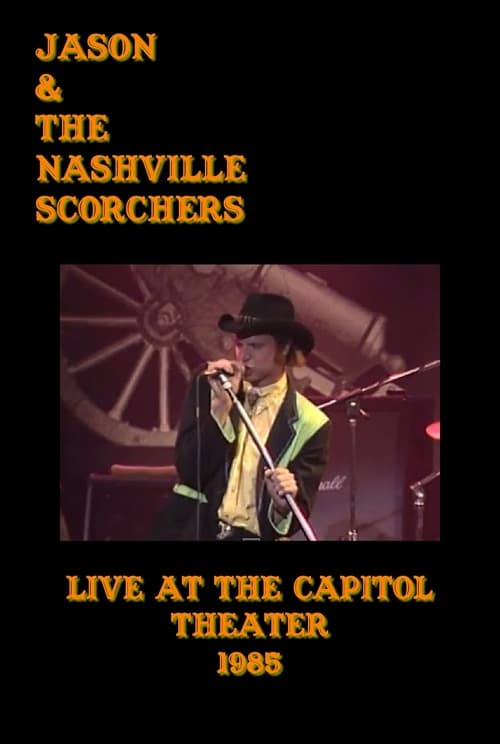 JASON
&
THE
NASHVILLE
SCORCHERS
LIVE AT THE CAPITOL
THEATER
1985